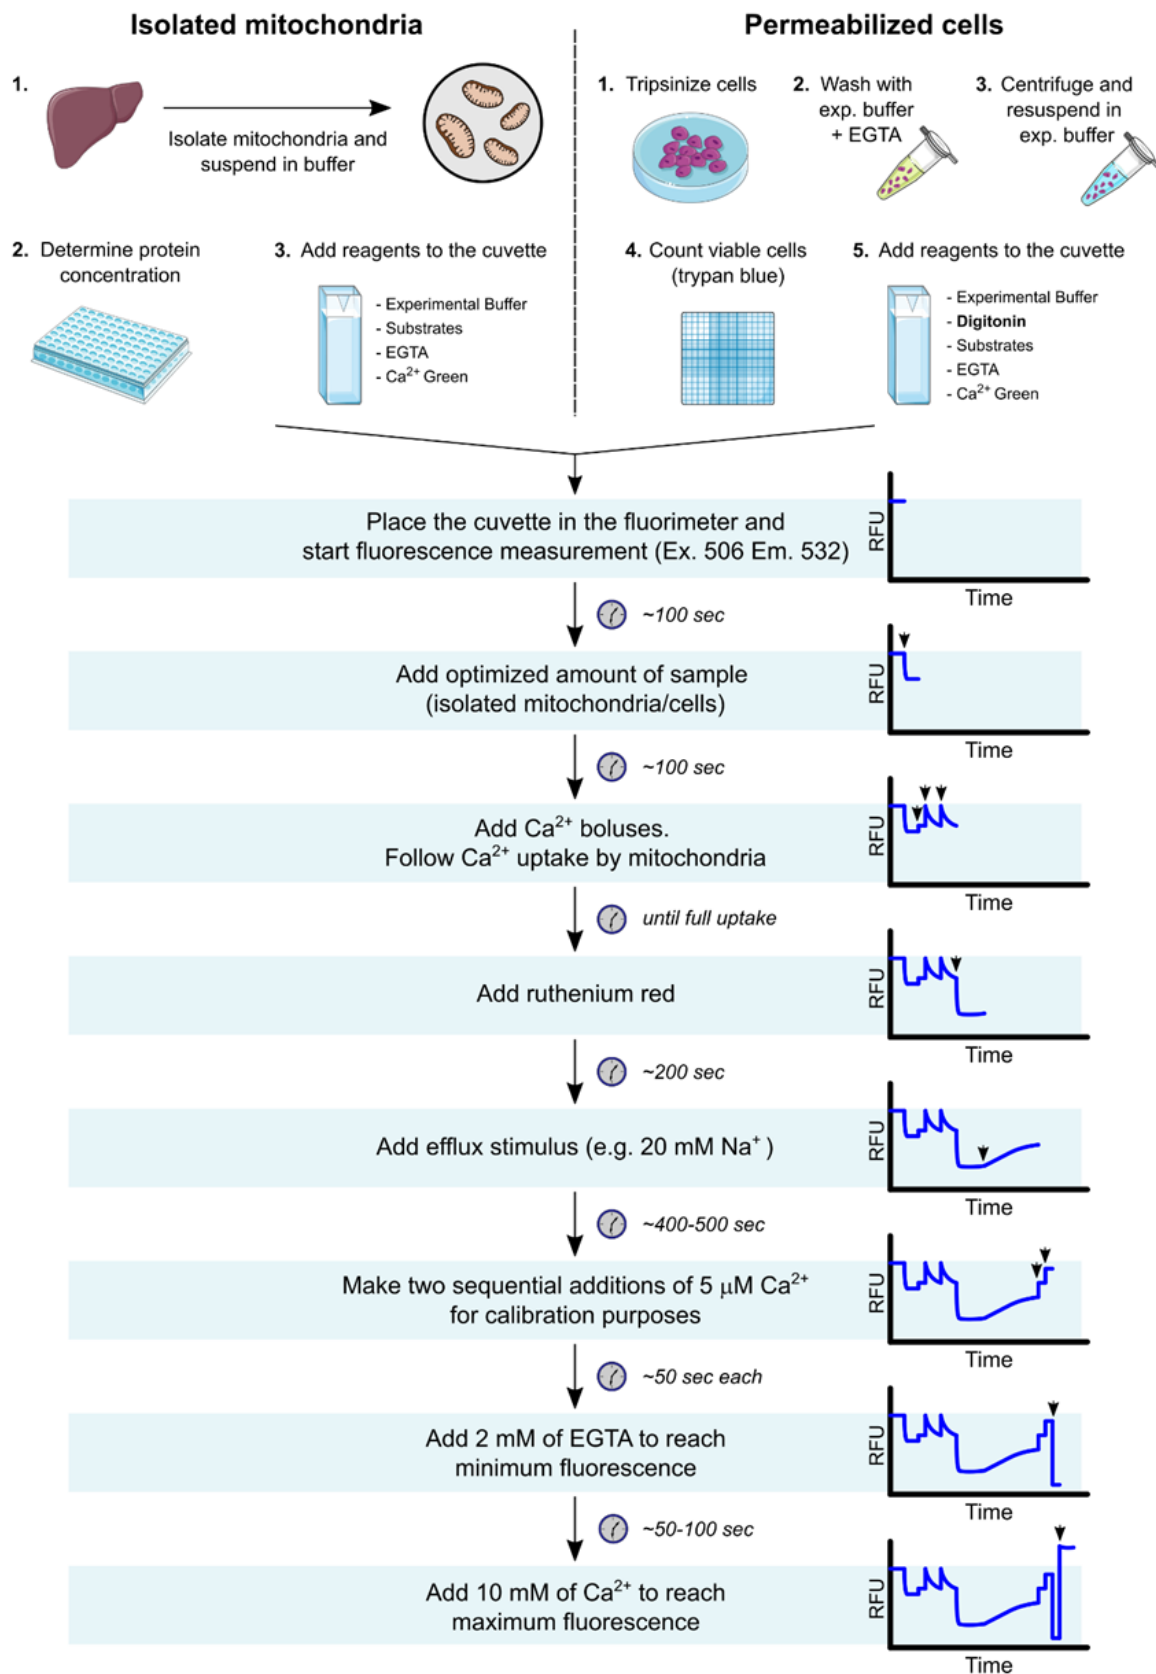 Isolated mitochondria
1.
Isolate mitochondria and
suspend in buffer
2. Determine protein
concentration
3. Add reagents to the cuvette
- Experimental Buffer
- Substrates
- EGTA
- Ca²⁺ Green
Permeabilized cells
1. Tripsinize cells
2. Wash with
exp. buffer
+ EGTA
3. Centrifuge and
resuspend in
exp. buffer
4. Count viable cells
(trypan blue)
5. Add reagents to the cuvette
- Experimental Buffer
- Digitonin
- Substrates
- EGTA
- Ca²⁺ Green
Place the cuvette in the fluorimeter and
start fluorescence measurement (Ex. 506 Em. 532)
RFU
Time
~100 sec
Add optimized amount of sample
(isolated mitochondria/cells)
RFU
Time
~100 sec
Add Ca²⁺ boluses.
Follow Ca²⁺ uptake by mitochondria
RFU
Time
until full uptake
Add ruthenium red
RFU
Time
~200 sec
Add efflux stimulus (e.g. 20 mM Na⁺ )
RFU
Time
~400-500 sec
Make two sequential additions of 5 μM Ca²⁺
for calibration purposes
RFU
Time
~50 sec each
Add 2 mM of EGTA to reach
minimum fluorescence
RFU
Time
~50-100 sec
Add 10 mM of Ca²⁺ to reach
maximum fluorescence
RFU
Time